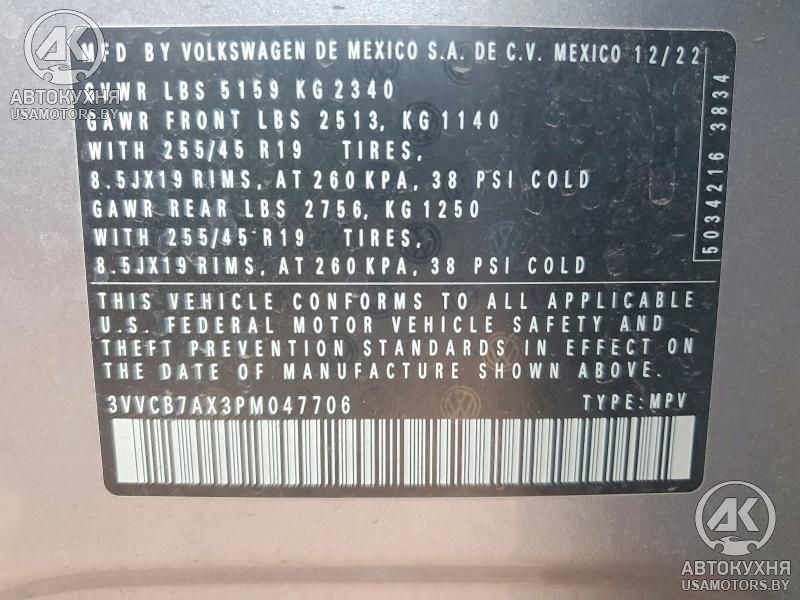 MFD BY VOLKSWAGEN DE MEXICO S.A. DE C.V. MEXICO 12/22
GVWR LBS 5159 KG 2340
GAWR FRONT LBS 2513, KG 1140
WITH 255/45 R19 TIRES,
8.5JX19 RIMS, AT 260 KPA, 38 PSI COLD
GAWR REAR LBS 2756, KG 1250
WITH 255/45 R19 TIRES,
8.5JX19 RIMS, AT 260 KPA, 38 PSI COLD
5034216 3834
THIS VEHICLE CONFORMS TO ALL APPLICABLE
U.S. FEDERAL MOTOR VEHICLE SAFETY AND
THEFT PREVENTION STANDARDS IN EFFECT ON
THE DATE OF MANUFACTURE SHOWN ABOVE.
3VVCB7AX3PM047706 TYPE: MPV
АК
АВТОКУХНЯ
USAMOTORS.BY
АК
АВТОКУХНЯ
USAMOTORS.BY